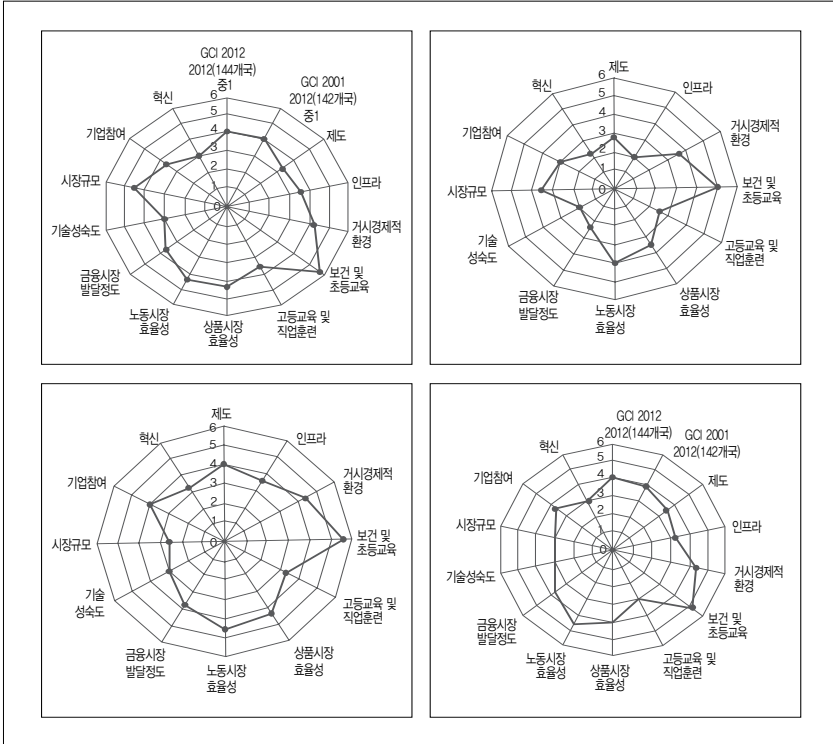 GCI 2012
2012(144개국)
중1
GCI 2001
2012(142개국)
중1
제도
인프라
거시경제적
환경
보건 및
초등교육
고등교육 및
직업훈련
상품시장
효율성
노동시장
효율성
금융시장
발달정도
기술성숙도
시장규모
기업참여
혁신
6
5
4
3
2
1
0
제도
인프라
거시경제적
환경
보건 및
초등교육
고등교육 및
직업훈련
상품시장
효율성
노동시장
효율성
금융시장
발달정도
기술
성숙도
시장규모
기업참여
혁신
6
5
4
3
2
1
0
제도
인프라
거시경제적
환경
보건 및
초등교육
고등교육 및
직업훈련
상품시장
효율성
노동시장
효율성
금융시장
발달정도
기술
성숙도
시장규모
기업참여
혁신
6
5
4
3
2
1
0
GCI 2012
2012(144개국)
GCI 2001
2012(142개국)
제도
인프라
거시경제적
환경
보건 및
초등교육
고등교육 및
직업훈련
상품시장
효율성
노동시장
효율성
금융시장
발달정도
기술성숙도
시장규모
기업참여
혁신
6
5
4
3
2
1
0